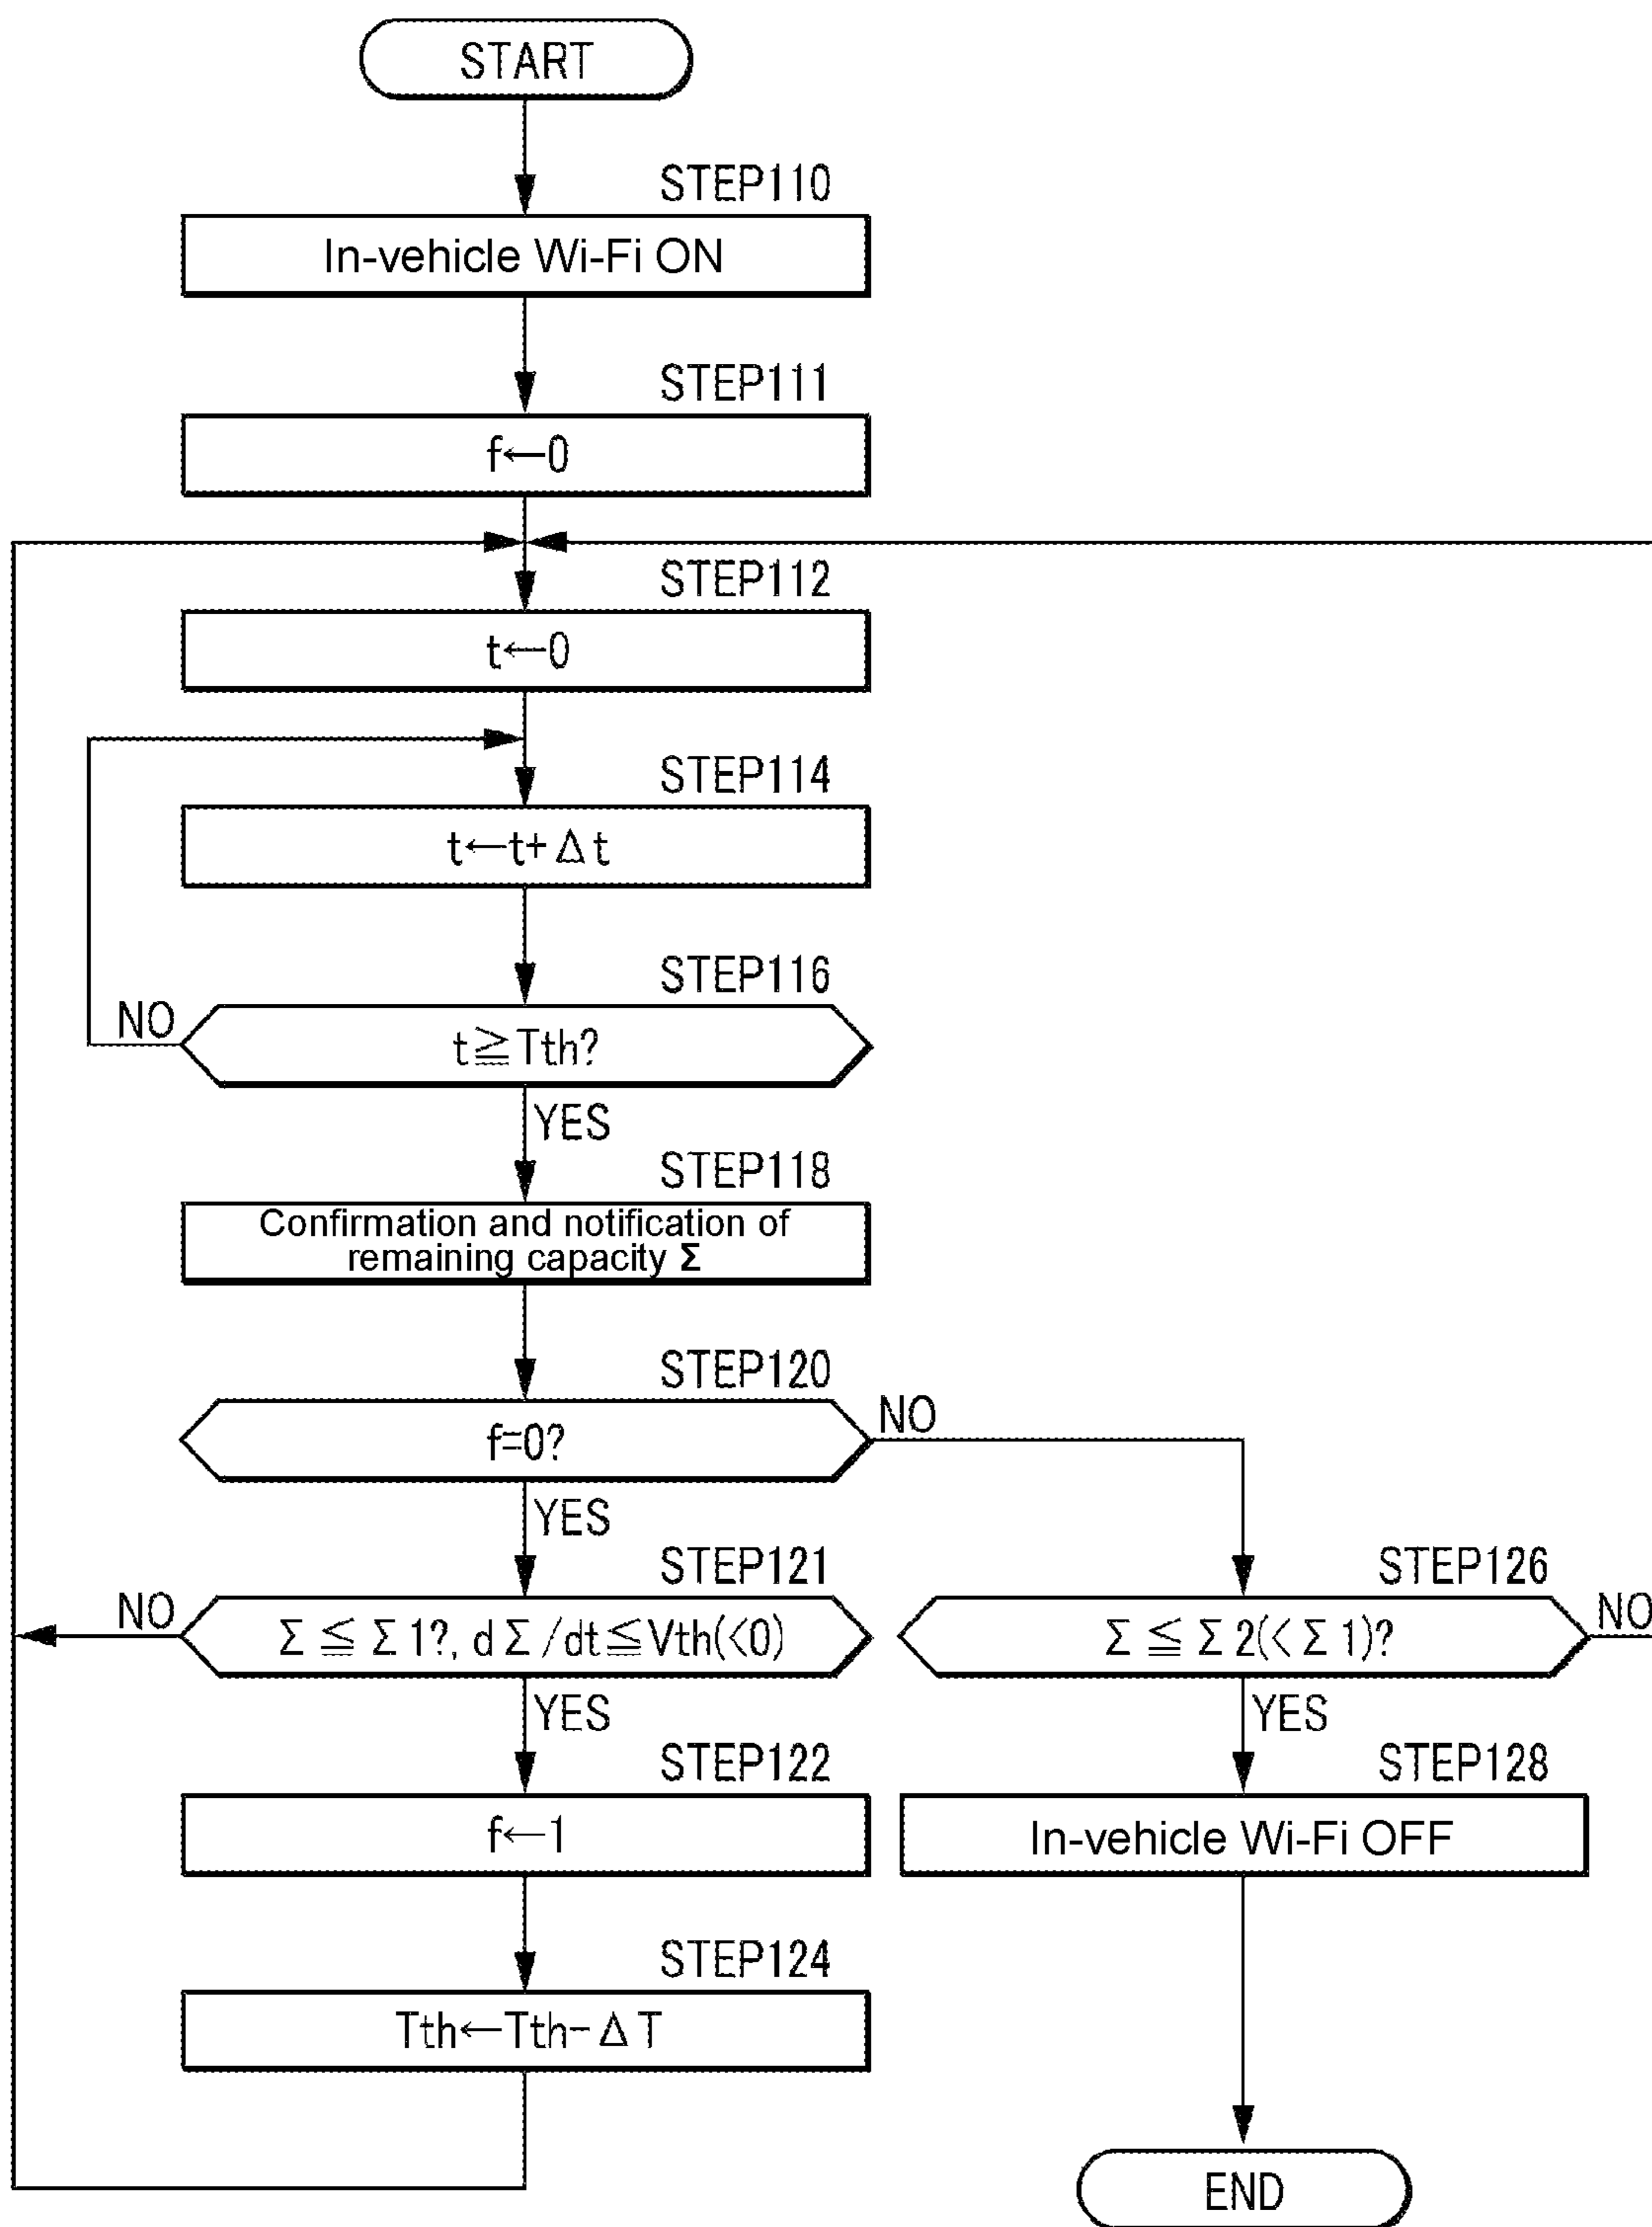 START
STEP110
In-vehicle Wi-Fi ON
STEP111
f←0
STEP112
t←0
STEP114
t←t+Δt
STEP116
NO
t≧Tth?
YES
STEP118
Confirmation and notification of
remaining capacity Σ
STEP120
f=0?
NO
YES
STEP121
NO
Σ≦Σ1?, dΣ/dt≦Vth(<0)
YES
STEP122
f←1
STEP124
Tth←Tth-ΔT
STEP126
Σ≦Σ2(<Σ1)?
NO
YES
STEP128
In-vehicle Wi-Fi OFF
END